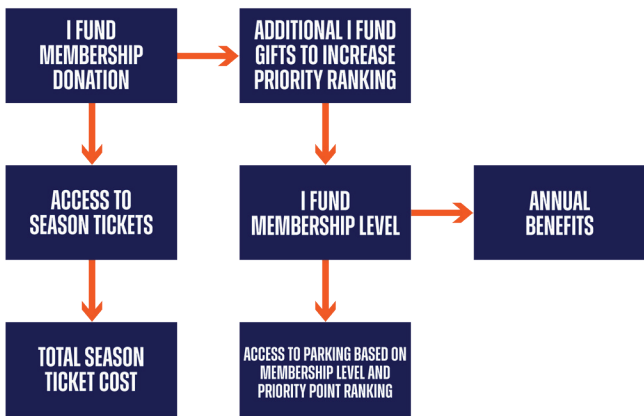 I FUND
MEMBERSHIP
DONATION
ADDITIONAL I FUND
GIFTS TO INCREASE
PRIORITY RANKING
ACCESS TO
SEASON TICKETS
I FUND
MEMBERSHIP LEVEL
ANNUAL
BENEFITS
TOTAL SEASON
TICKET COST
ACCESS TO PARKING BASED ON
MEMBERSHIP LEVEL AND
PRIORITY POINT RANKING